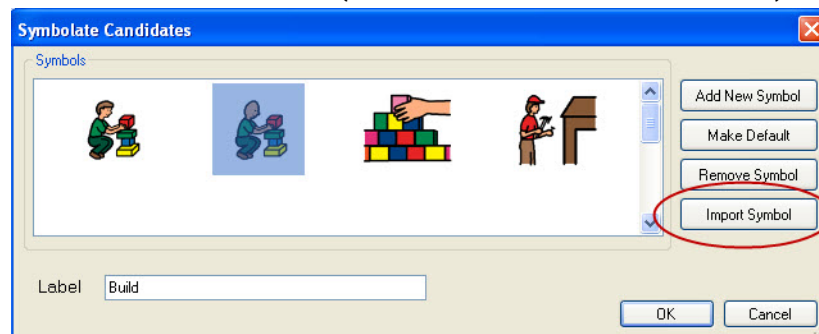 Symbolate Candidates
Symbols
Add New Symbol
Make Default
Remove Symbol
Import Symbol
Label
Build
OK
Cancel